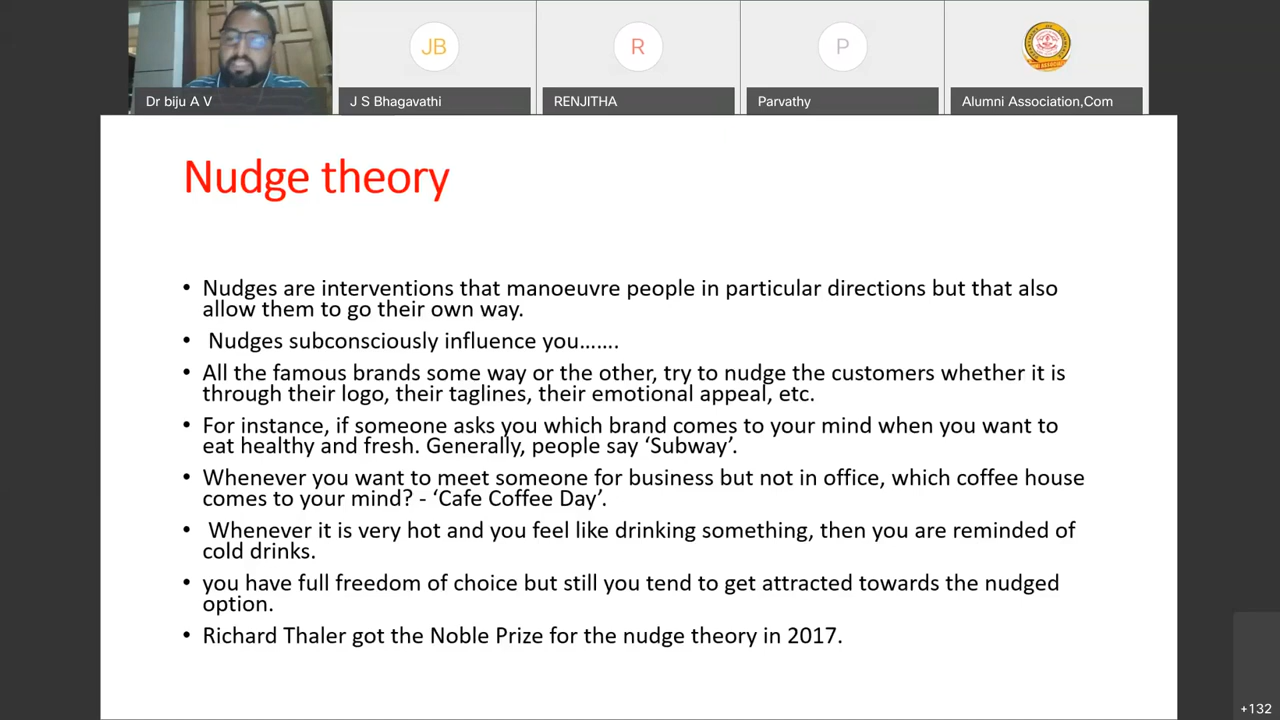 JB
R
P
Dr biju A V
J S Bhagavathi
RENJITHA
Parvathy
Alumni Association,Com
Nudge theory
• Nudges are interventions that manoeuvre people in particular directions but that also
allow them to go their own way.
• Nudges subconsciously influence you…….
• All the famous brands some way or the other, try to nudge the customers whether it is
through their logo, their taglines, their emotional appeal, etc.
• For instance, if someone asks you which brand comes to your mind when you want to
eat healthy and fresh. Generally, people say ‘Subway’.
• Whenever you want to meet someone for business but not in office, which coffee house
comes to your mind? - ‘Cafe Coffee Day’.
• Whenever it is very hot and you feel like drinking something, then you are reminded of
cold drinks.
• you have full freedom of choice but still you tend to get attracted towards the nudged
option.
• Richard Thaler got the Noble Prize for the nudge theory in 2017.
+132